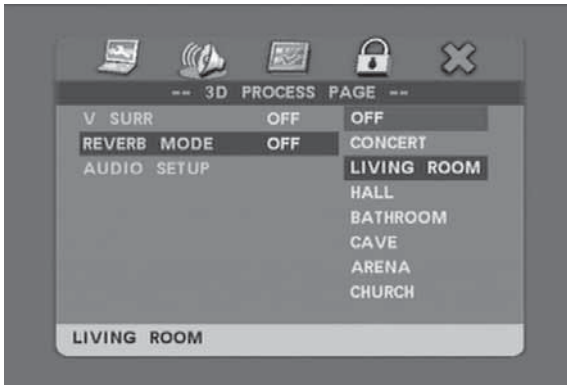 -- 3D PROCESS PAGE --
V SURR OFF OFF
REVERB MODE OFF CONCERT
AUDIO SETUP LIVING ROOM
HALL
BATHROOM
CAVE
ARENA
CHURCH
LIVING ROOM